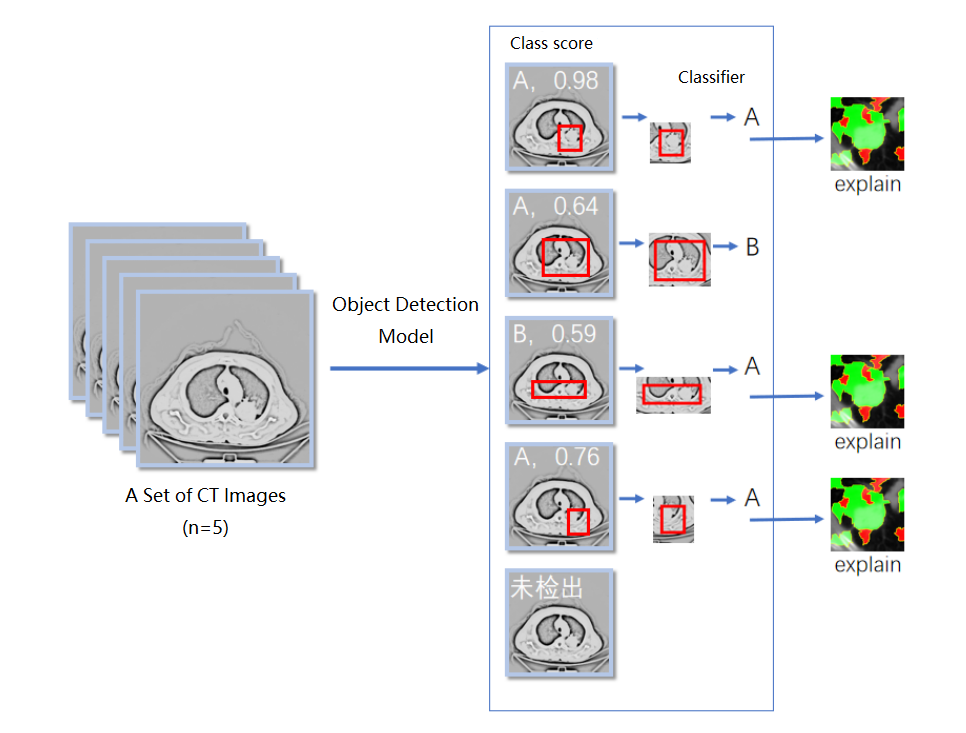 Class score
Classifier
A, 0.98
A
explain
A, 0.64
B
Object Detection
Model
B, 0.59
A
explain
A Set of CT Images
(n=5)
A, 0.76
A
explain
未检出